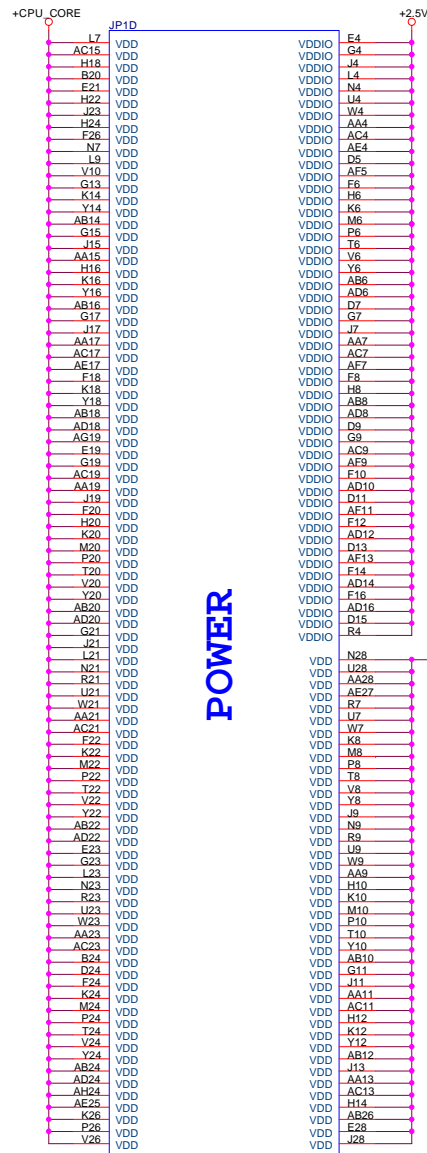 +CPU_CORE +2.5V
JP1D
L7 VDD VDDIO E4
AC15 VDD VDDIO G4
H18 VDD VDDIO J4
B20 VDD VDDIO L4
E21 VDD VDDIO N4
H22 VDD VDDIO U4
J23 VDD VDDIO W4
H24 VDD VDDIO AA4
F26 VDD VDDIO AC4
N7 VDD VDDIO AE4
L9 VDD VDDIO D5
V10 VDD VDDIO AF5
G13 VDD VDDIO F6
K14 VDD VDDIO H6
Y14 VDD VDDIO K6
AB14 VDD VDDIO M6
G15 VDD VDDIO P6
J15 VDD VDDIO T6
AA15 VDD VDDIO V6
H16 VDD VDDIO Y6
K16 VDD VDDIO AB6
Y16 VDD VDDIO AD6
AB16 VDD VDDIO D7
G17 VDD VDDIO G7
J17 VDD VDDIO J7
AA17 VDD VDDIO AA7
AC17 VDD VDDIO AC7
AE17 VDD VDDIO AF7
F18 VDD VDDIO F8
K18 VDD VDDIO H8
Y18 VDD VDDIO AB8
AB18 VDD VDDIO AD8
AD18 VDD VDDIO D9
AG19 VDD VDDIO G9
E19 VDD VDDIO AC9
G19 VDD VDDIO AF9
AC19 VDD VDDIO F10
AA19 VDD VDDIO AD10
J19 VDD VDDIO D11
F20 VDD VDDIO AF11
H20 VDD VDDIO F12
K20 VDD VDDIO AD12
M20 VDD VDDIO D13
P20 VDD VDDIO AF13
T20 VDD VDDIO F14
V20 VDD VDDIO AD14
Y20 VDD VDDIO F16
AB20 VDD VDDIO AD16
AD20 VDD VDDIO D15
G21 VDD VDDIO R4
J21 VDD
L21 VDD VDD N28
N21 VDD VDD U28
R21 VDD VDD AA28
U21 VDD VDD AE27
W21 VDD VDD R7
AA21 VDD VDD U7
AC21 VDD VDD W7
F22 VDD VDD K8
K22 VDD VDD M8
M22 VDD VDD P8
P22 VDD VDD T8
T22 VDD VDD V8
V22 VDD VDD Y8
Y22 VDD VDD J9
AB22 VDD VDD N9
AD22 VDD VDD R9
E23 VDD VDD U9
G23 VDD VDD W9
L23 VDD VDD AA9
N23 VDD VDD H10
R23 VDD VDD K10
U23 VDD VDD M10
W23 VDD VDD P10
AA23 VDD VDD T10
AC23 VDD VDD Y10
B24 VDD VDD AB10
D24 VDD VDD G11
F24 VDD VDD J11
K24 VDD VDD AA11
M24 VDD VDD AC11
P24 VDD VDD H12
T24 VDD VDD K12
V24 VDD VDD Y12
Y24 VDD VDD AB12
AB24 VDD VDD J13
AD24 VDD VDD AA13
AH24 VDD VDD AC13
AE25 VDD VDD H14
K26 VDD VDD AB26
P26 VDD VDD E28
V26 VDD VDD J28
POWER